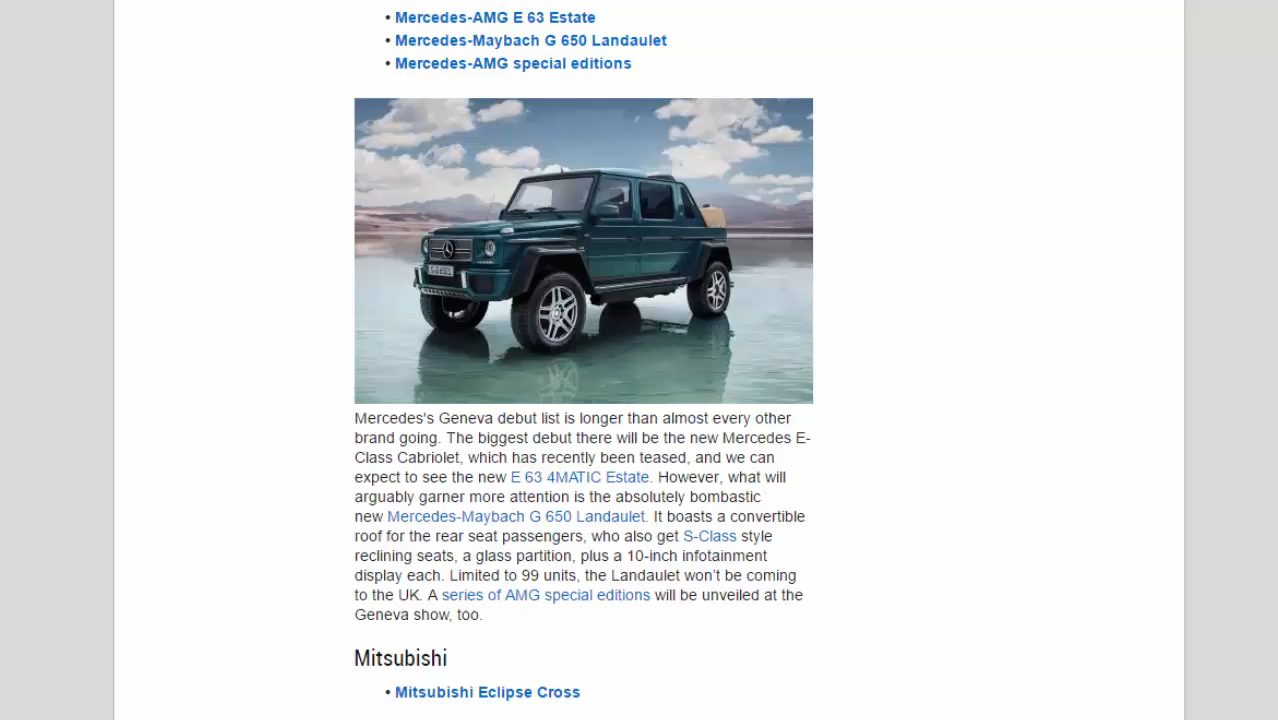 • Mercedes-AMG E 63 Estate
• Mercedes-Maybach G 650 Landaulet
• Mercedes-AMG special editions
Mercedes's Geneva debut list is longer than almost every other
brand going. The biggest debut there will be the new Mercedes E-
Class Cabriolet, which has recently been teased, and we can
expect to see the new E 63 4MATIC Estate. However, what will
arguably garner more attention is the absolutely bombastic
new Mercedes-Maybach G 650 Landaulet. It boasts a convertible
roof for the rear seat passengers, who also get S-Class style
reclining seats, a glass partition, plus a 10-inch infotainment
display each. Limited to 99 units, the Landaulet won’t be coming
to the UK. A series of AMG special editions will be unveiled at the
Geneva show, too.
Mitsubishi
• Mitsubishi Eclipse Cross